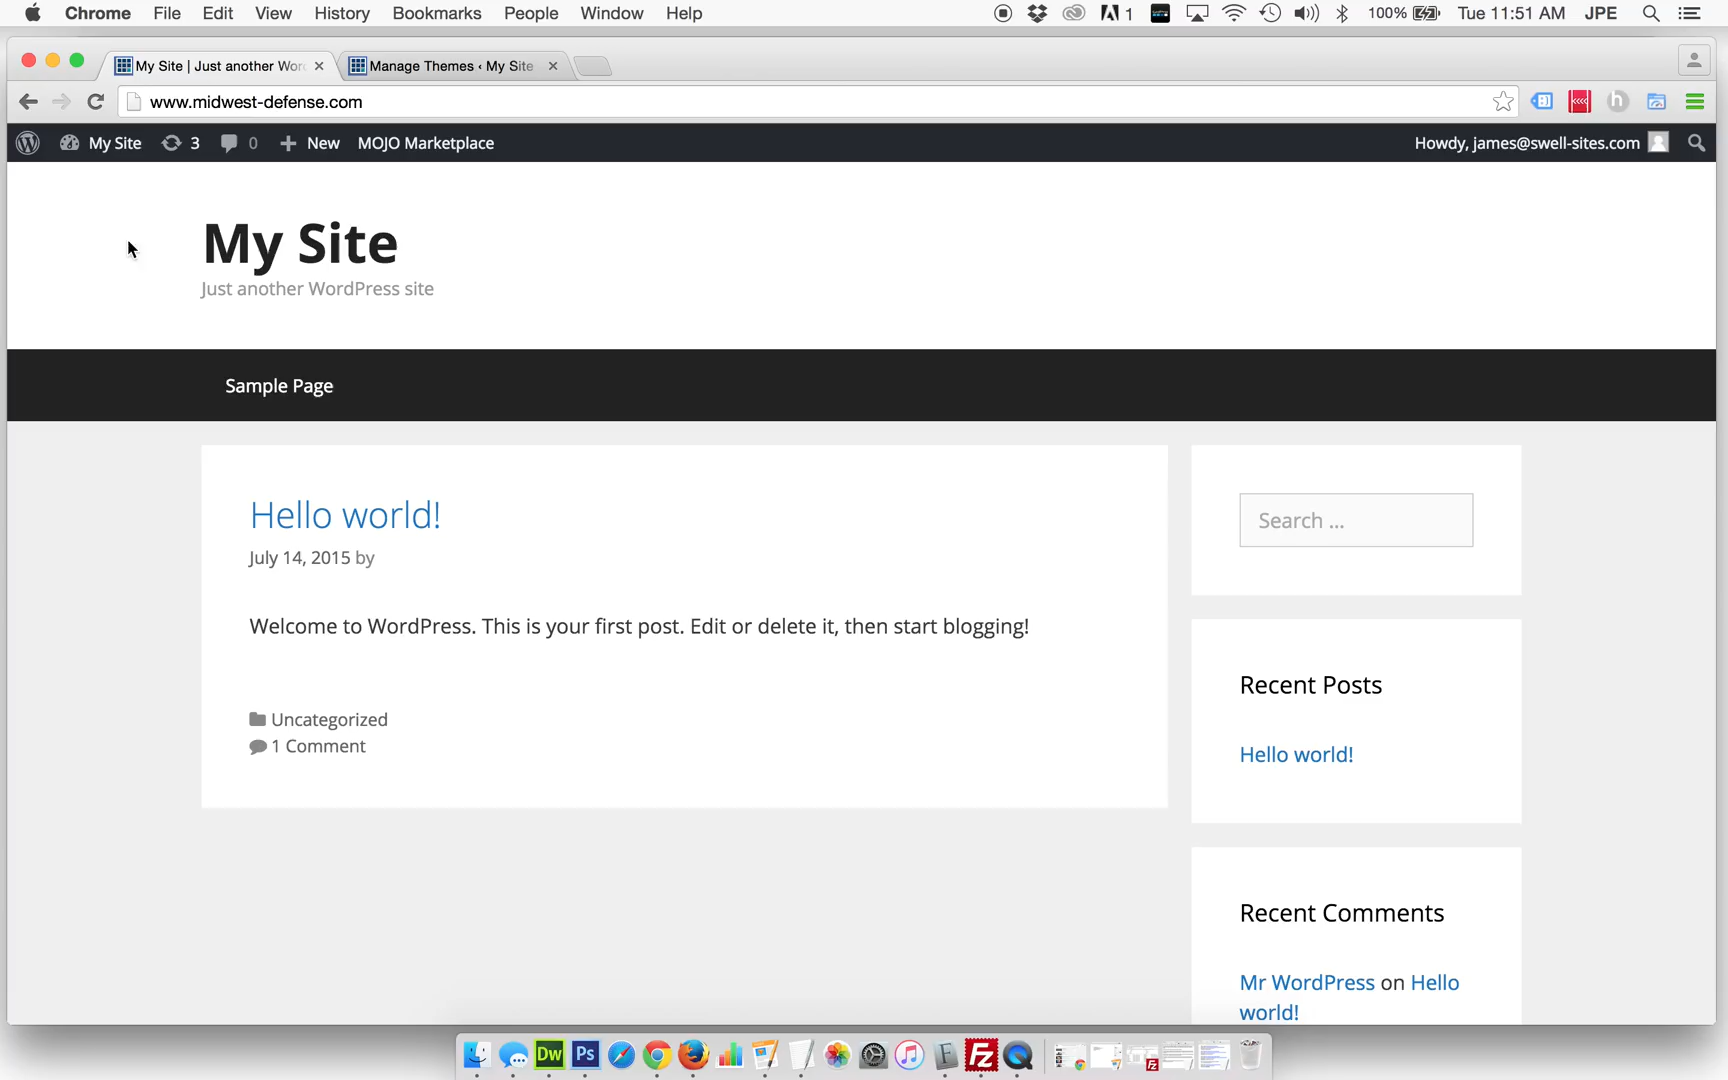 Chrome File Edit View History Bookmarks People Window Help 1 100% Tue 11:51 AM JPE
My Site | Just another Wor Manage Themes ‹ My Site
www.midwest-defense.com
My Site 3 0 New MOJO Marketplace Howdy, james@swell-sites.com
My Site
Just another WordPress site
Sample Page
Hello world!
July 14, 2015 by
Welcome to WordPress. This is your first post. Edit or delete it, then start blogging!
Uncategorized
1 Comment
Search ...
Recent Posts
Hello world!
Recent Comments
Mr WordPress on Hello
world!
Dw Ps Fz